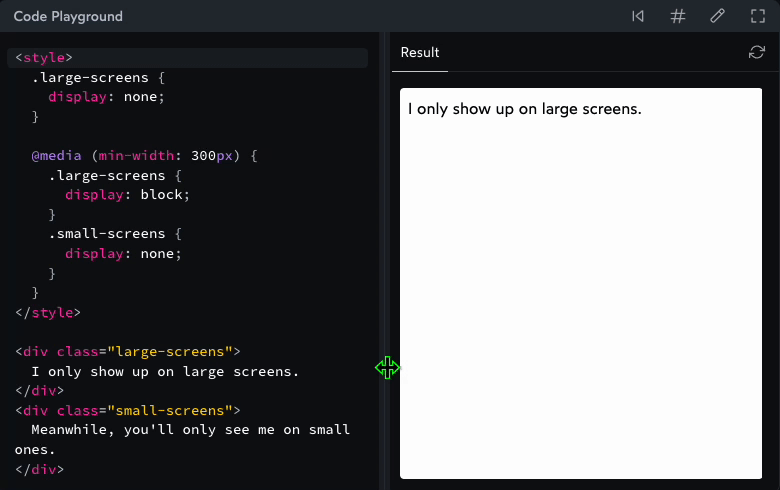 Code Playground
<style>
.large-screens {
display: none;
}
@media (min-width: 300px) {
.large-screens {
display: block;
}
.small-screens {
display: none;
}
}
</style>
<div class="large-screens">
I only show up on large screens.
</div>
<div class="small-screens">
Meanwhile, you'll only see me on small
ones.
</div>
Result
I only show up on large screens.